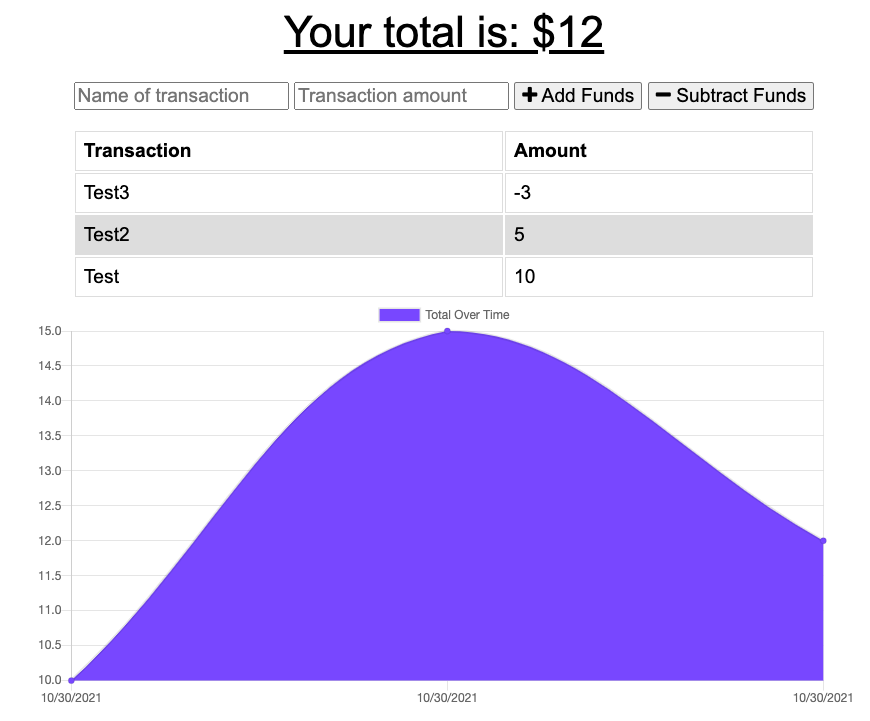 Your total is: $12
Name of transaction Transaction amount + Add Funds − Subtract Funds
Transaction Amount
Test3 -3
Test2 5
Test 10
Total Over Time
15.0
14.5
14.0
13.5
13.0
12.5
12.0
11.5
11.0
10.5
10.0
10/30/2021 10/30/2021 10/30/2021